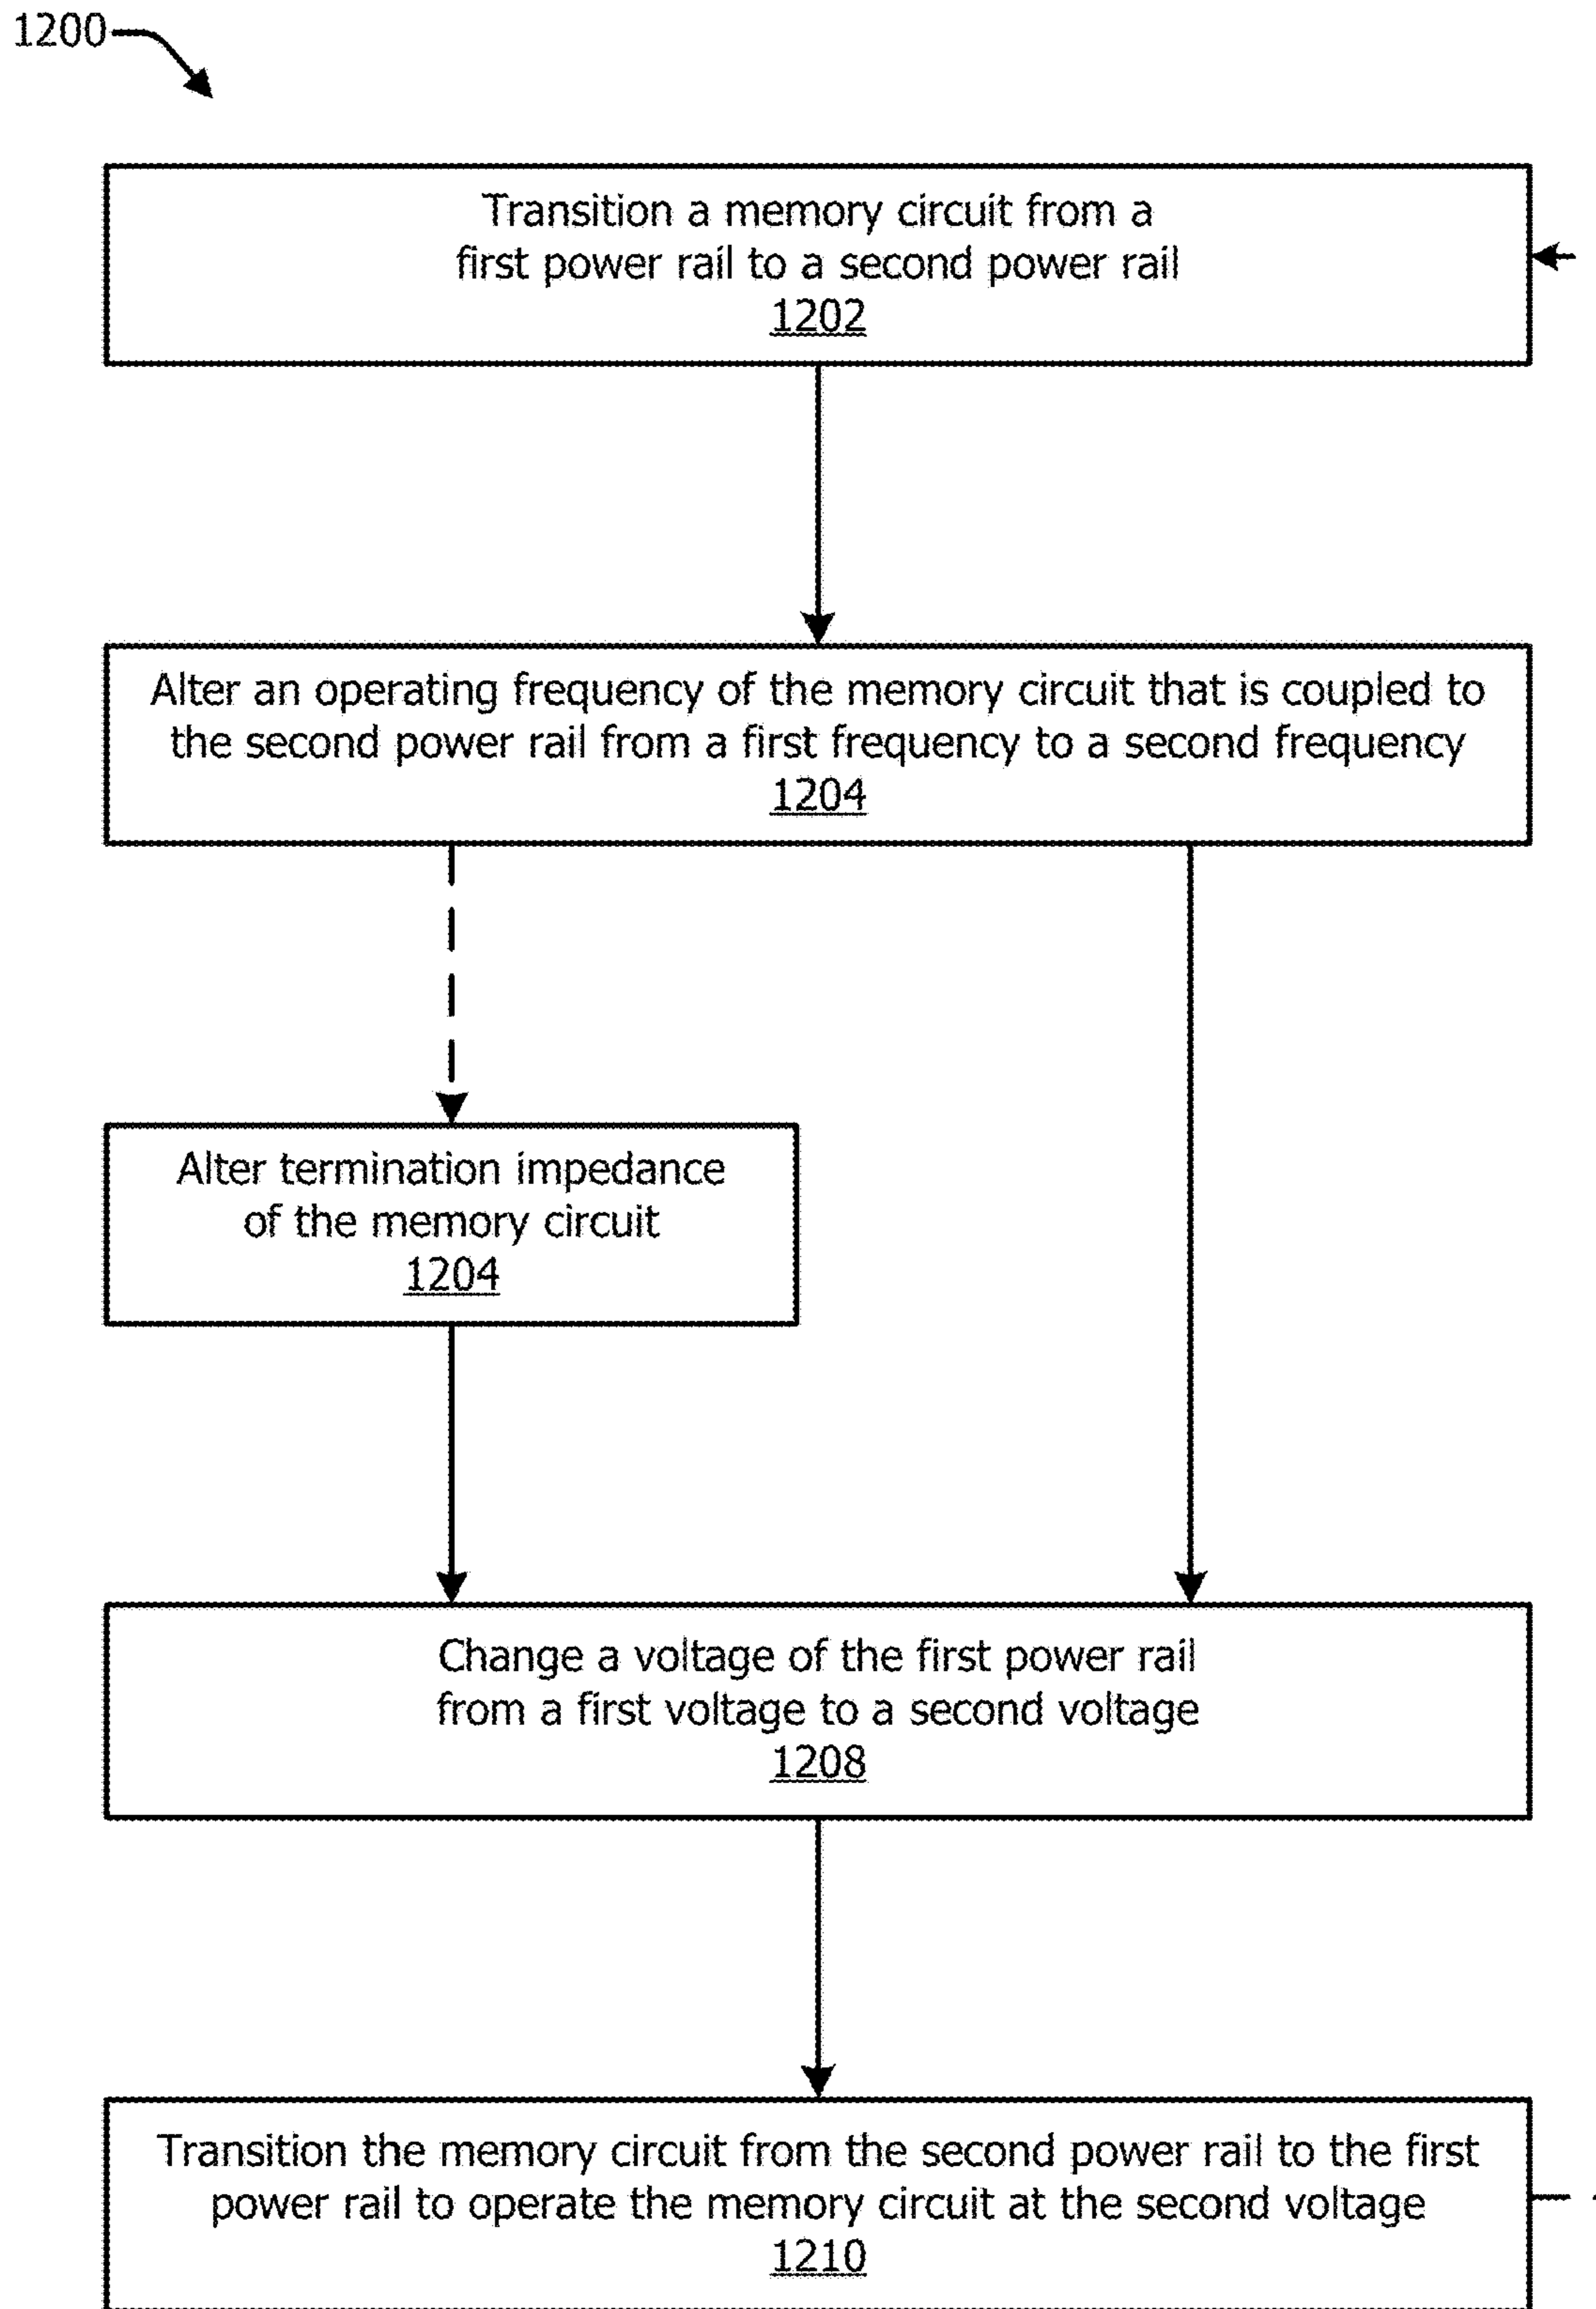 1200
Transition a memory circuit from a
first power rail to a second power rail
1202
Alter an operating frequency of the memory circuit that is coupled to
the second power rail from a first frequency to a second frequency
1204
Alter termination impedance
of the memory circuit
1204
Change a voltage of the first power rail
from a first voltage to a second voltage
1208
Transition the memory circuit from the second power rail to the first
power rail to operate the memory circuit at the second voltage
1210